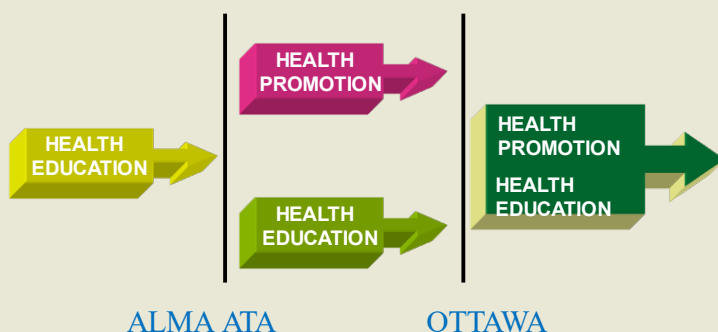 HEALTH
EDUCATION
HEALTH
PROMOTION
HEALTH
EDUCATION
HEALTH
PROMOTION
HEALTH
EDUCATION
ALMA ATA
OTTAWA